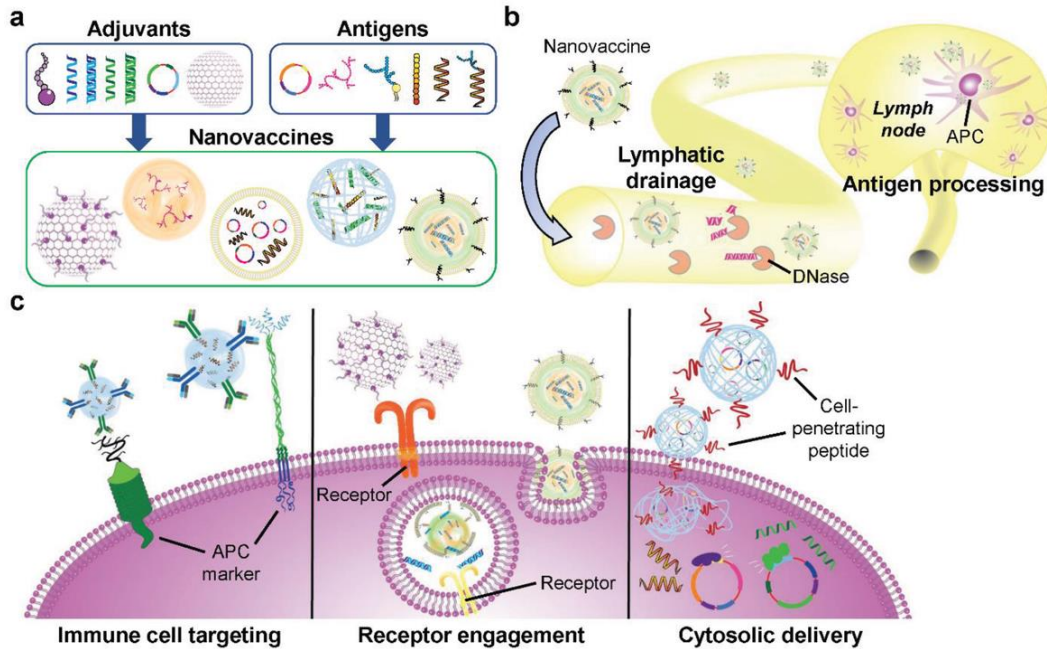 a
Adjuvants
Antigens
Nanovaccines
b
Nanovaccine
Lymphatic
drainage
Lymph
node
APC
Antigen processing
DNase
c
APC
marker
Immune cell targeting
Receptor
Receptor
Receptor engagement
Cell-
penetrating
peptide
Cytosolic delivery